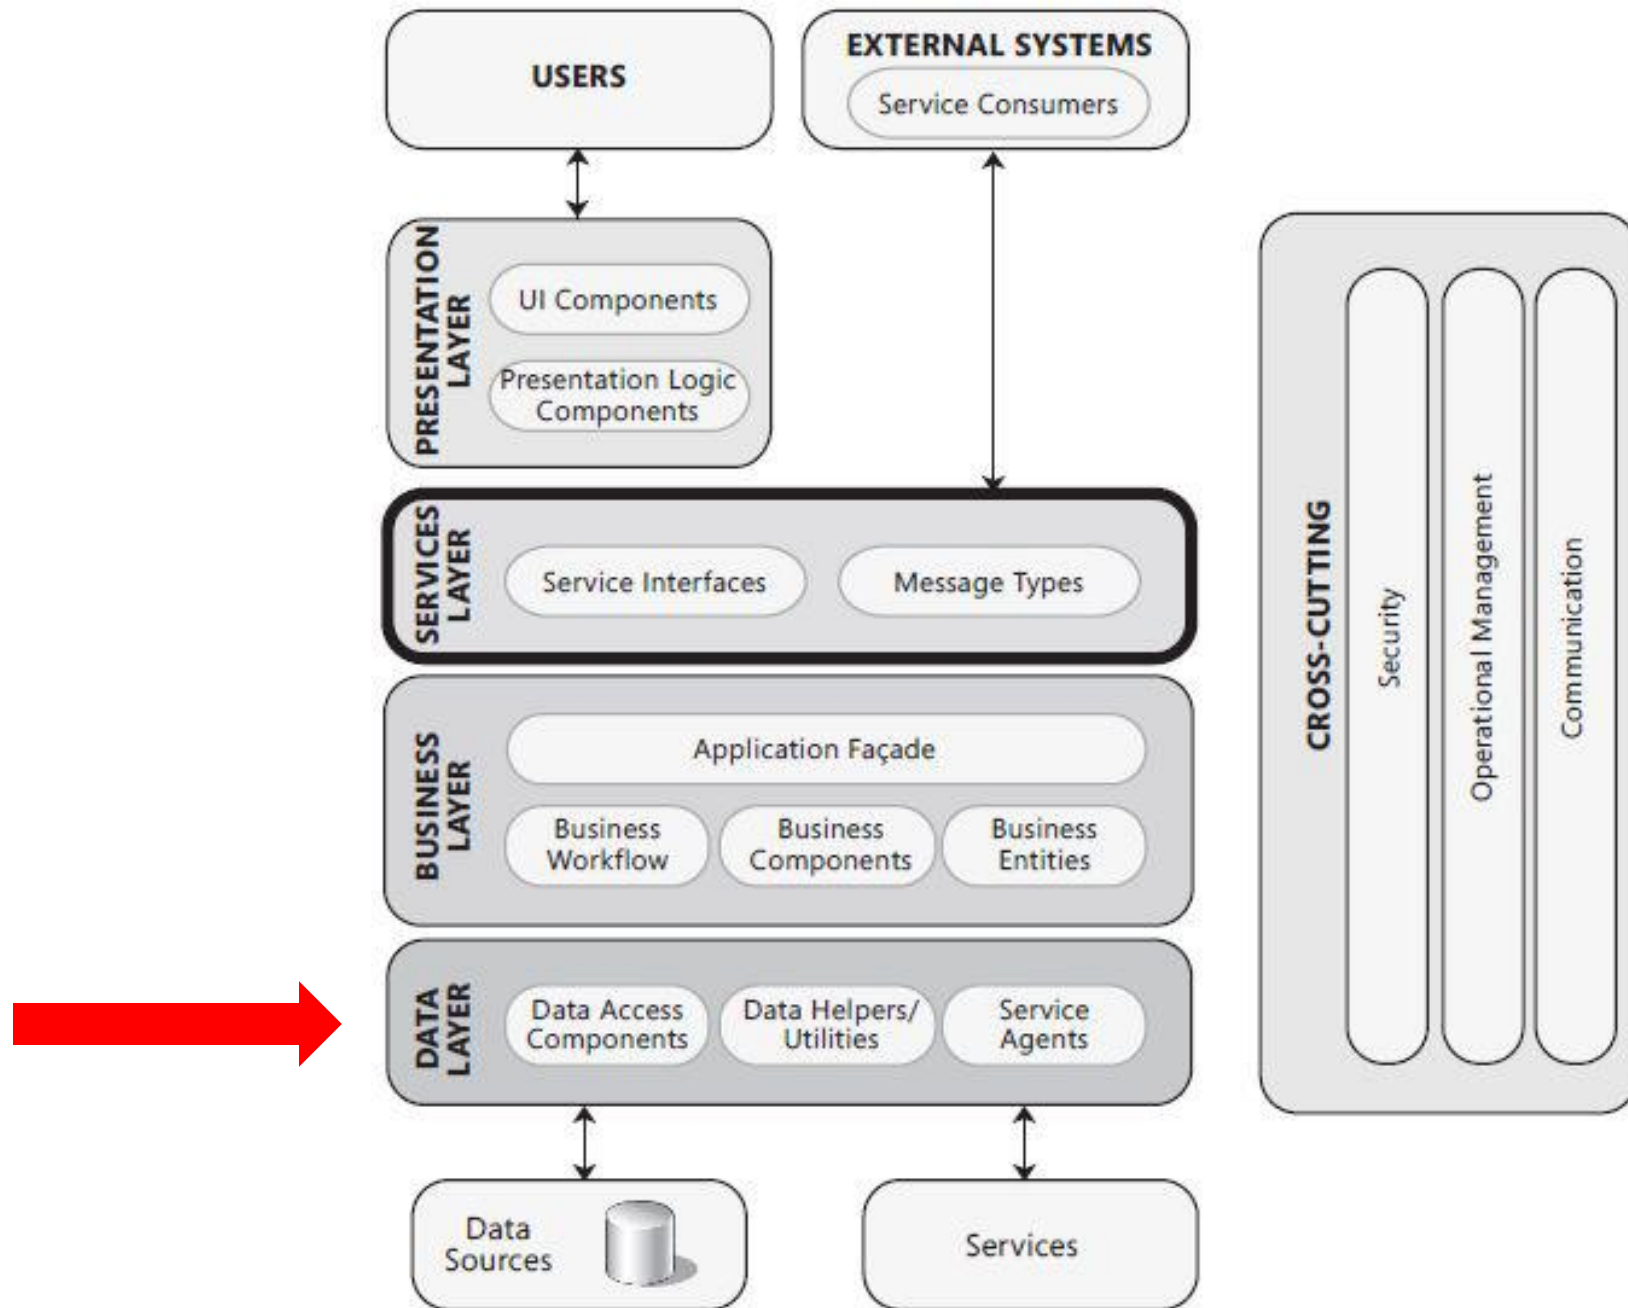 USERS
EXTERNAL SYSTEMS
Service Consumers
PRESENTATION
LAYER
UI Components
Presentation Logic
Components
SERVICES
LAYER
Service Interfaces
Message Types
BUSINESS
LAYER
Application Façade
Business
Workflow
Business
Components
Business
Entities
DATA
LAYER
Data Access
Components
Data Helpers/
Utilities
Service
Agents
Data
Sources
Services
CROSS-CUTTING
Security
Operational Management
Communication